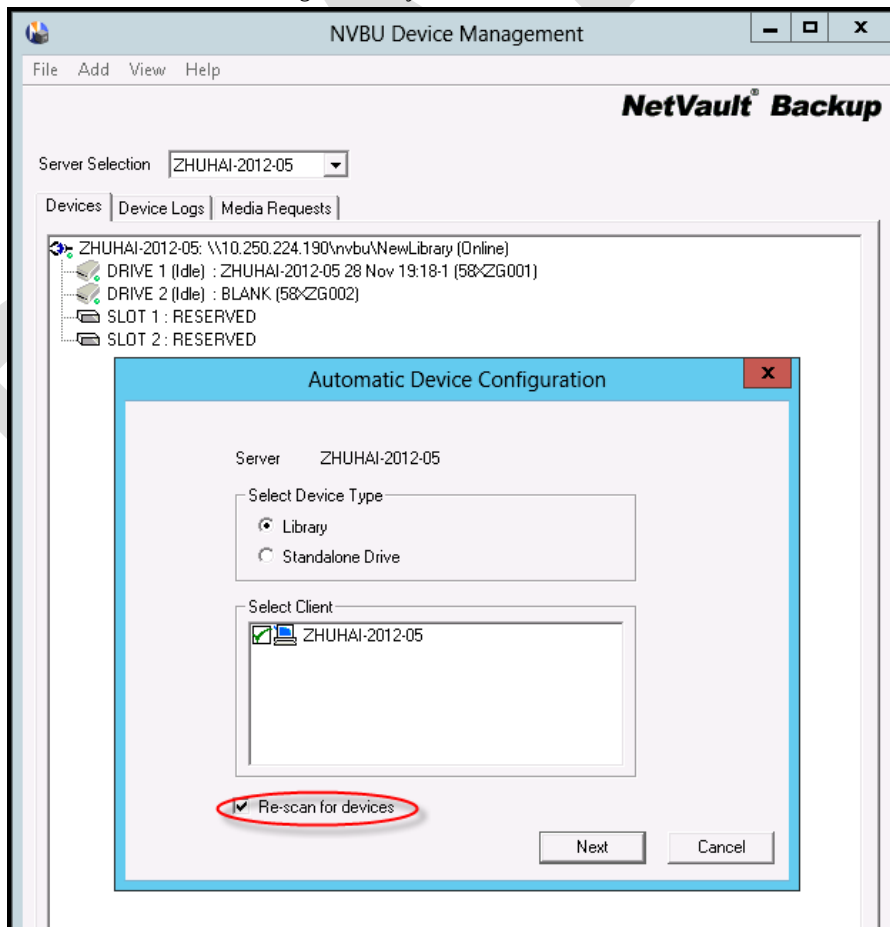 NVBU Device Management
File Add View Help
NetVault® Backup
Server Selection ZHUHAI-2012-05
Devices Device Logs Media Requests
ZHUHAI-2012-05: \\10.250.224.190\nvbu\NewLibrary (Online)
DRIVE 1 (Idle) : ZHUHAI-2012-05 28 Nov 19:18-1 (58XZG001)
DRIVE 2 (Idle) : BLANK (58XZG002)
SLOT 1 : RESERVED
SLOT 2 : RESERVED
Automatic Device Configuration
Server ZHUHAI-2012-05
Select Device Type
Library
Standalone Drive
Select Client
ZHUHAI-2012-05
Re-scan for devices
Next Cancel